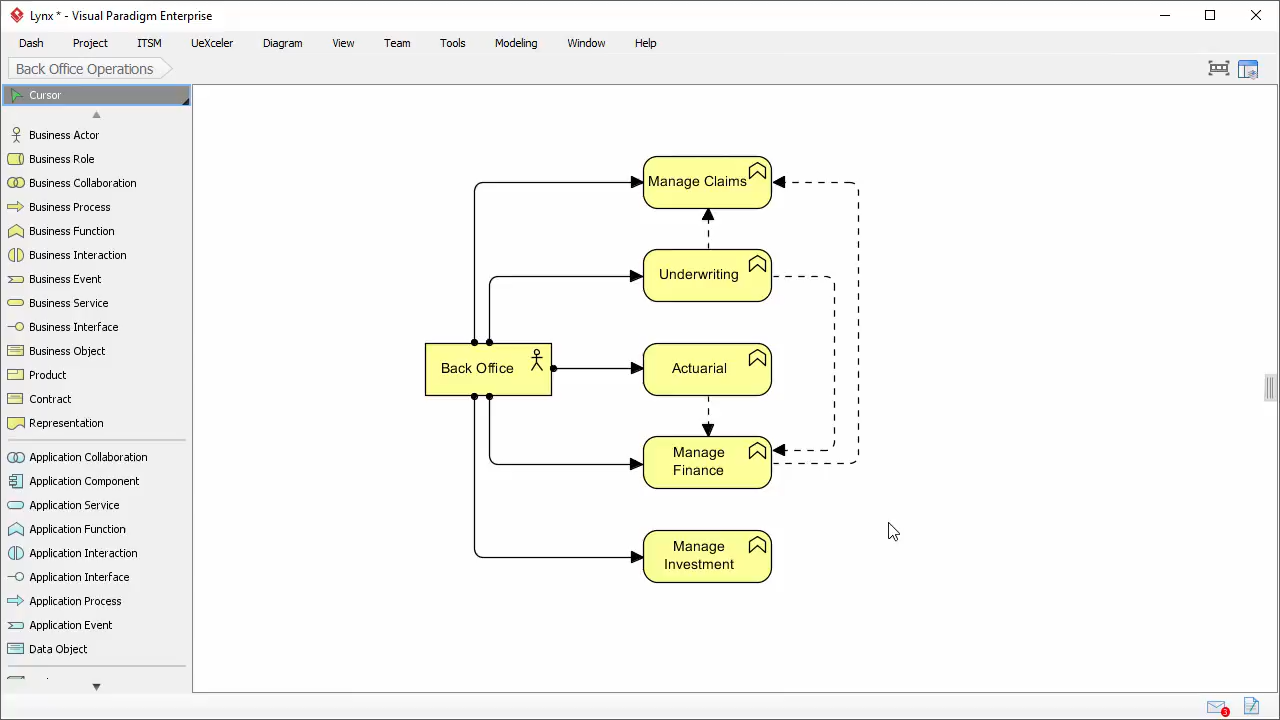 Lynx * - Visual Paradigm Enterprise
Dash Project ITSM UeXceler Diagram View Team Tools Modeling Window Help
Back Office Operations
Cursor
Business Actor
Business Role
Business Collaboration
Business Process
Business Function
Business Interaction
Business Event
Business Service
Business Interface
Business Object
Product
Contract
Representation
Application Collaboration
Application Component
Application Service
Application Function
Application Interaction
Application Interface
Application Process
Application Event
Data Object
Manage Claims
Underwriting
Back Office
Actuarial
Manage
Finance
Manage
Investment
3